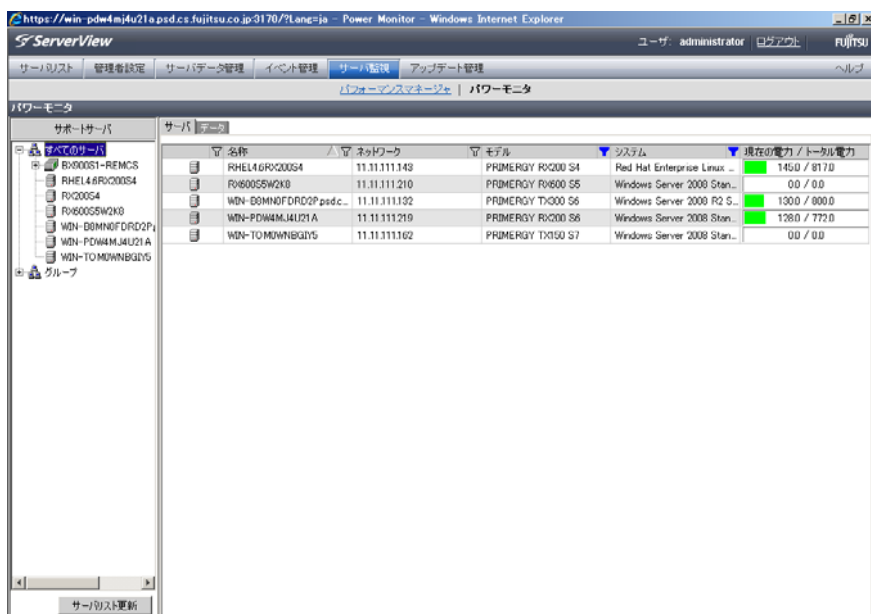 https://win-pdw4mj4u21a.psd.cs.fujitsu.co.jp:3170/?Lang=ja - Power Monitor - Windows Internet Explorer
ServerView ユーザ: administrator ログアウト FUJITSU
サーバリスト 管理者設定 サーバデータ管理 イベント管理 サーバ監視 アップデート管理 ヘルプ
パフォーマンスマネージャ | パワーモニタ
パワーモニタ
サポートサーバ
すべてのサーバ
BX900S1-REMCS
RHEL4.6RX200S4
RX200S4
RX600S5W2K8
WIN-B8MN0FDRD2P
WIN-PDW4MJ4U21A
WIN-TOM0WNBGIY5
グループ
サーバリスト更新
サーバ データ
名称 ネットワーク モデル システム 現在の電力 / トータル電力
RHEL4.6RX200S4 11.11.111.143 PRIMERGY RX200 S4 Red Hat Enterprise Linux ... 145.0 / 817.0
RX600S5W2K8 11.11.111.210 PRIMERGY RX600 S5 Windows Server 2008 Stan... 0.0 / 0.0
WIN-B8MN0FDRD2P.psd.c... 11.11.111.132 PRIMERGY TX300 S6 Windows Server 2008 R2 S... 130.0 / 800.0
WIN-PDW4MJ4U21A 11.11.111.219 PRIMERGY RX200 S6 Windows Server 2008 Stan... 128.0 / 772.0
WIN-TOM0WNBGIY5 11.11.111.162 PRIMERGY TX150 S7 Windows Server 2008 Stan... 0.0 / 0.0